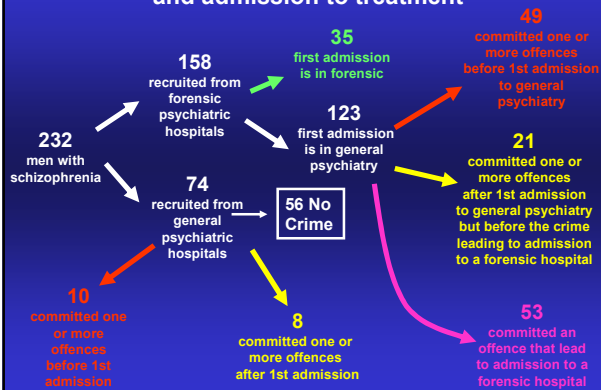 and admission to treatment
49
committed one or
more offences
before 1st admission
to general
psychiatry
35
first admission
is in forensic
158
recruited from
forensic
psychiatric
hospitals
123
first admission
is in general
psychiatry
232
men with
schizophrenia
21
committed one or
more offences
after 1st admission
to general psychiatry
but before the crime
leading to admission
to a forensic hospital
74
recruited from
general
psychiatric
hospitals
56 No
Crime
10
committed one
or more
offences
before 1st
admission
8
committed one or
more offences
after 1st admission
53
committed an
offence that lead
to admission to a
forensic hospital